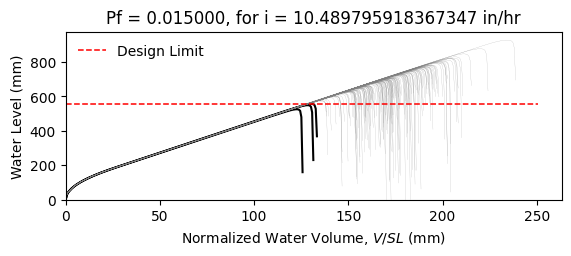 Pf = 0.015000, for i = 10.489795918367347 in/hr
Design Limit
Water Level (mm)
800
600
400
200
0
0 50 100 150 200 250
Normalized Water Volume, V/SL (mm)